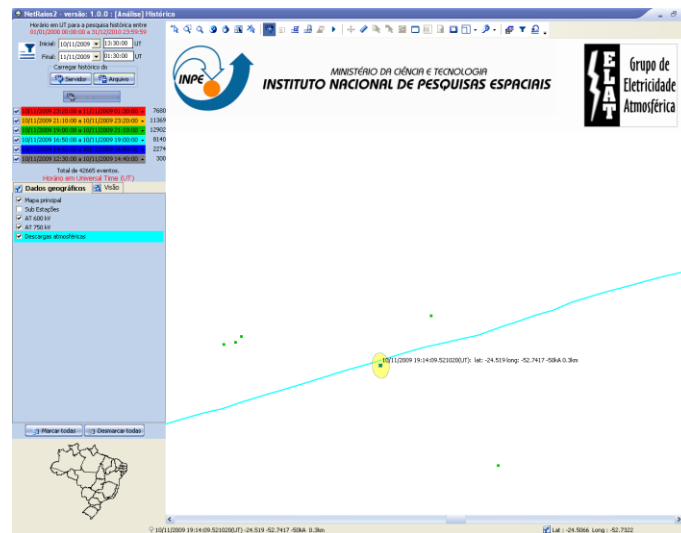 NetRaios2 - versão: 1.0.0 : [Análise] Histórico
Horário em UT para a pesquisa histórica entre
01/01/2000 00:00:00 a 31/12/2010 23:59:59
Inicial: 10/11/2009 13:30:00 UT
Final: 11/11/2009 01:30:00 UT
Carregar histórico do
Servidor Arquivo
10/11/2009 23:20:00 a 11/11/2009 01:30:00 7680
10/11/2009 21:10:00 a 10/11/2009 23:20:00 11369
10/11/2009 19:00:00 a 10/11/2009 21:10:00 12902
10/11/2009 16:50:00 a 10/11/2009 19:00:00 8140
2274
10/11/2009 12:30:00 a 10/11/2009 14:40:00 300
Total de 42665 eventos.
Horário em Universal Time (UT)
Dados geográficos Visão
Mapa principal
Sub Estações
AT 600 kV
AT 750 kV
Descargas atmosféricas
Marcar todas Desmarcar todas
INPE
MINISTÉRIO DA CIÊNCIA E TECNOLOGIA
INSTITUTO NACIONAL DE PESQUISAS ESPACIAIS
ELAT
Grupo de
Eletricidade
Atmosférica
10/11/2009 19:14:09.521020(UT): lat: -24.519 long: -52.7417 -50kA 0.3km
10/11/2009 19:14:09.521020(UT) -24.519 -52.7417 -50kA 0.3km
Lat : -24.5066 Long : -52.7322